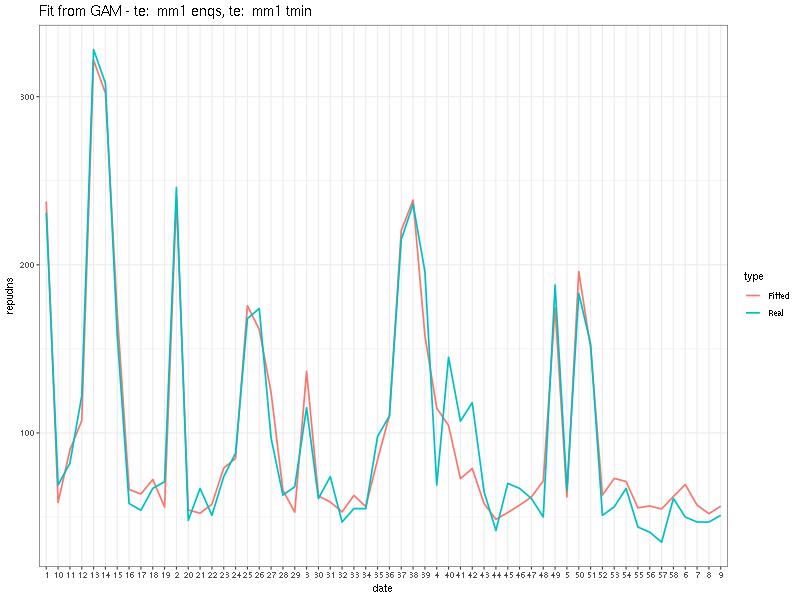 Fit from GAM - te: mm1 enqs, te: mm1 tmin
300
200
100
repudns
1 10 11 12 13 14 15 16 17 18 19 2 20 21 22 23 24 25 26 27 28 29 3 30 31 32 33 34 35 36 37 38 39 4 40 41 42 43 44 45 46 47 48 49 5 50 51 52 53 54 55 56 57 58 6 7 8 9
date
type
Fitted
Real